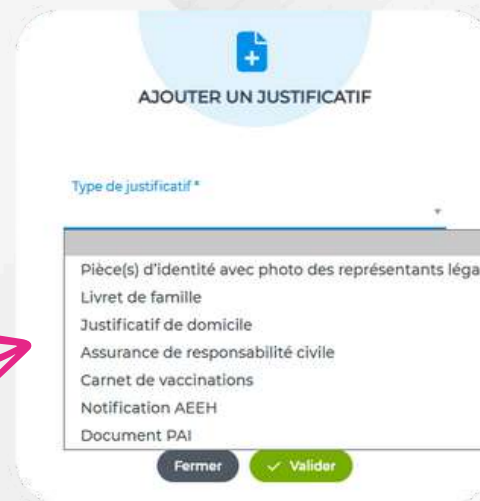 AJOUTER UN JUSTIFICATIF
Type de justificatif *
Pièce(s) d'identité avec photo des représentants léga
Livret de famille
Justificatif de domicile
Assurance de responsabilité civile
Carnet de vaccinations
Notification AEEH
Document PAI
Fermer
Valider